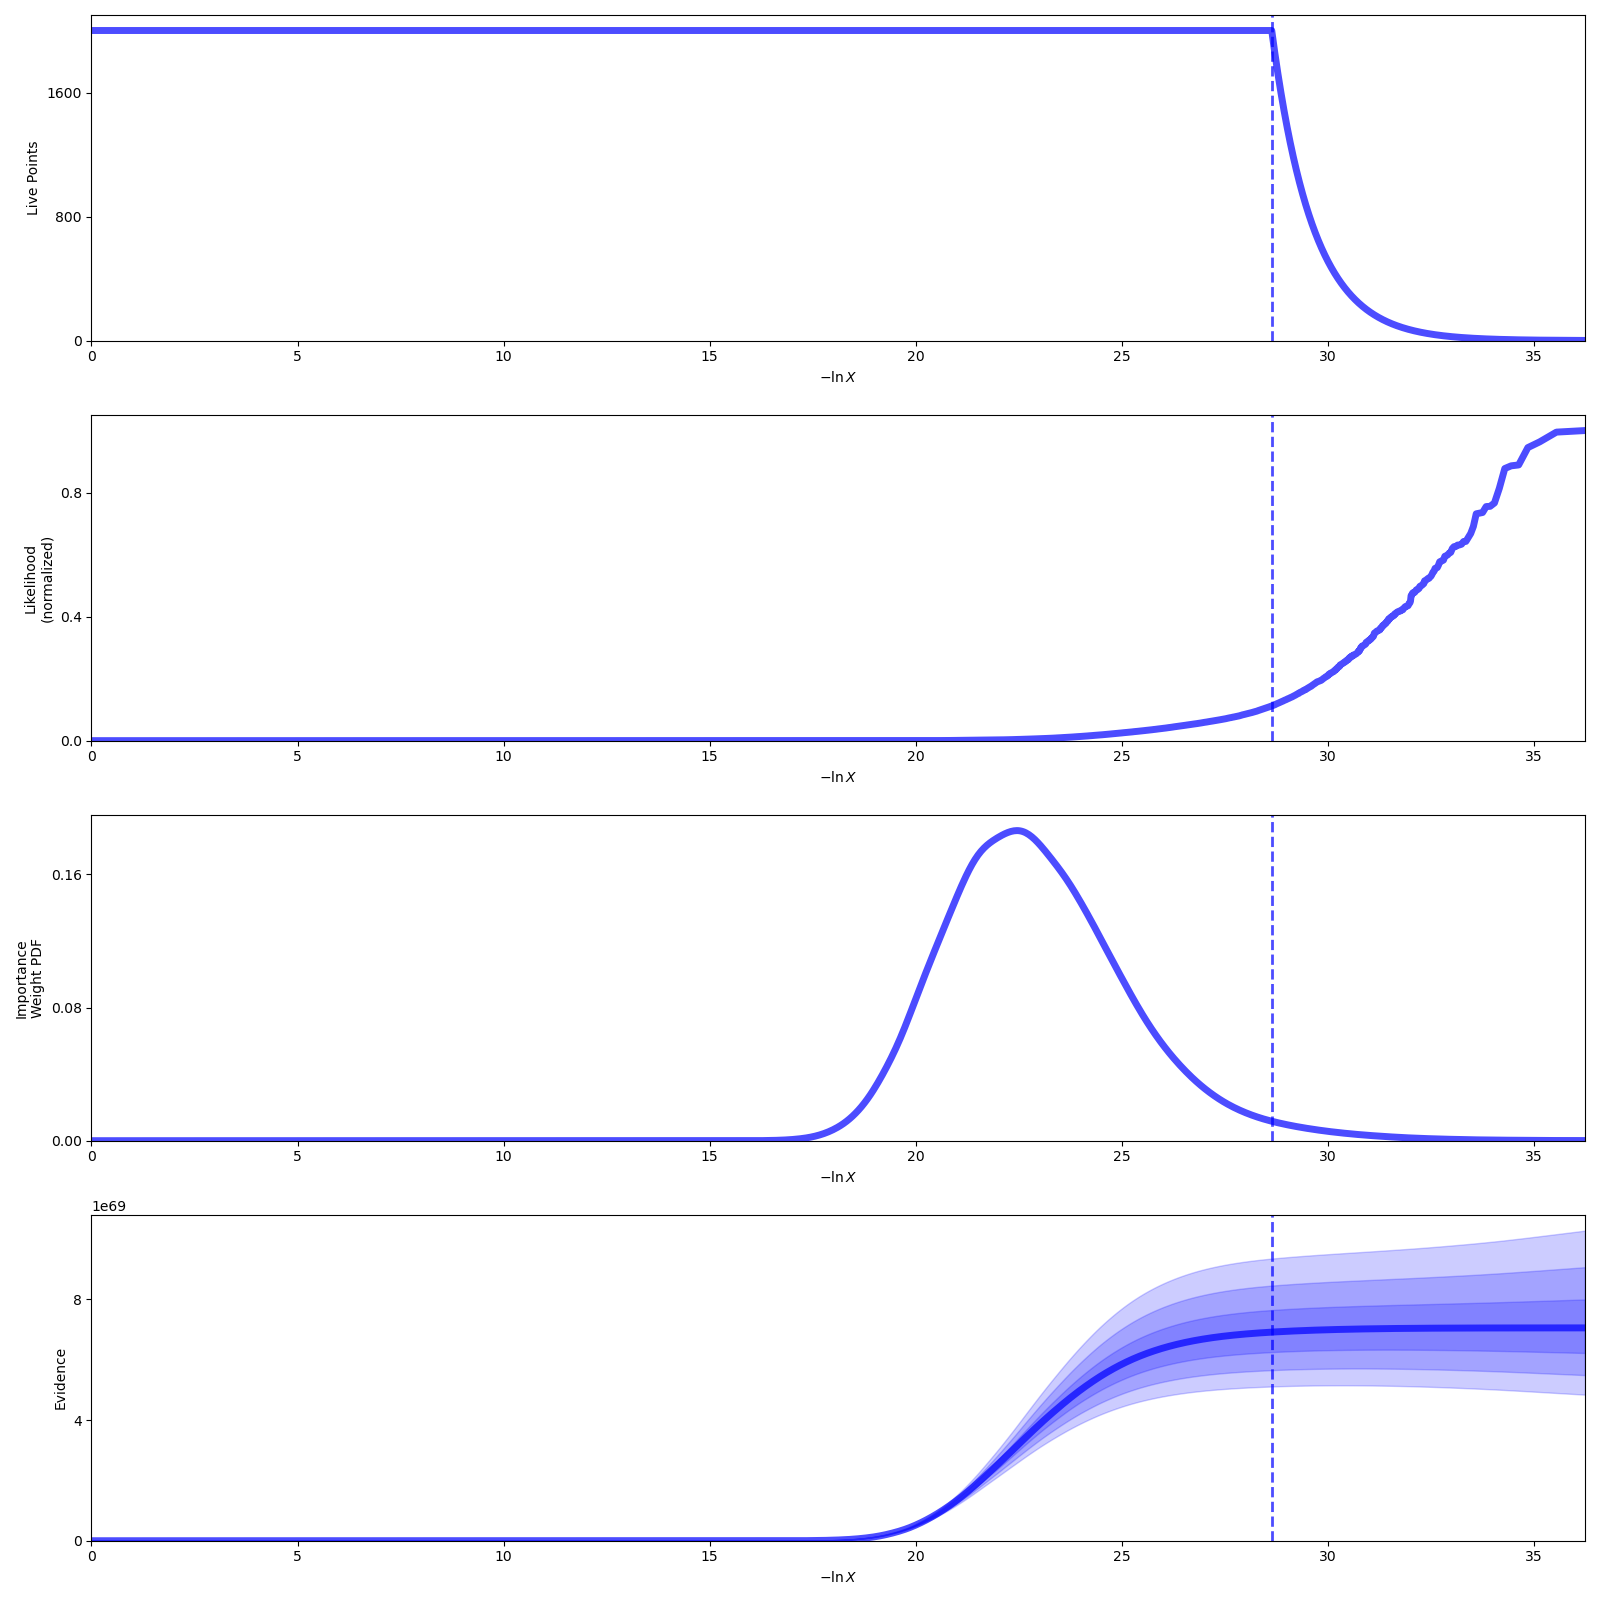 Live Points
1600
800
0
0 5 10 15 20 25 30 35
−ln X
Likelihood
(normalized)
0.8
0.4
0.0
0 5 10 15 20 25 30 35
−ln X
Importance
Weight PDF
0.16
0.08
0.00
0 5 10 15 20 25 30 35
−ln X
1e69
Evidence
8
4
0
0 5 10 15 20 25 30 35
−ln X